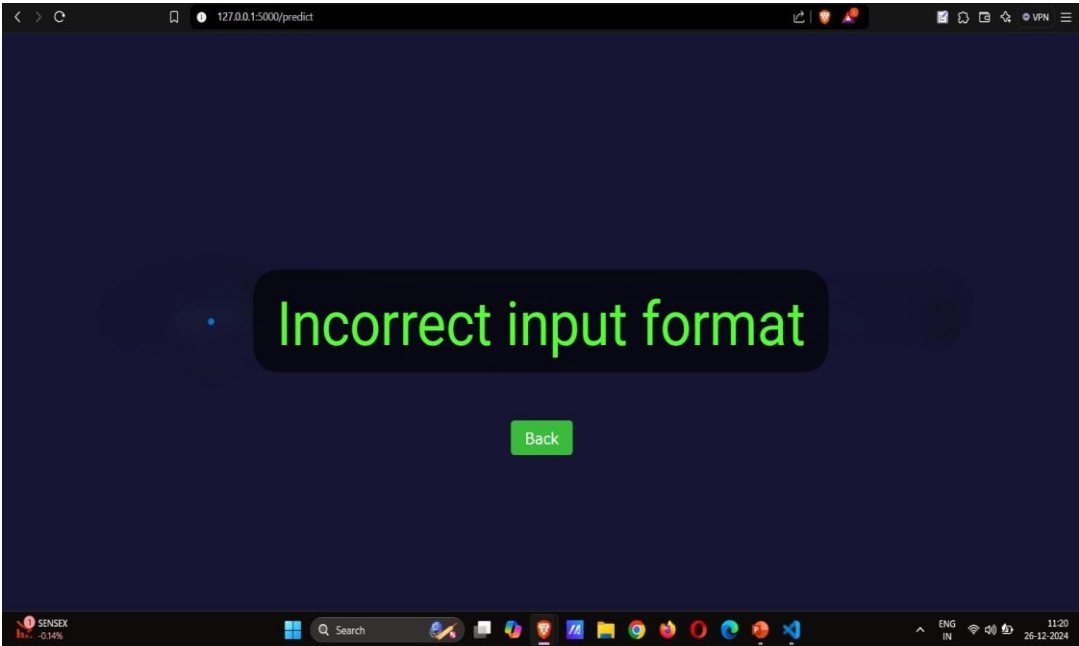 127.0.0.1:5000/predict
VPN
Incorrect input format
Back
1
SENSEX
-0.14%
Search
ENG
IN
11:20
26-12-2024